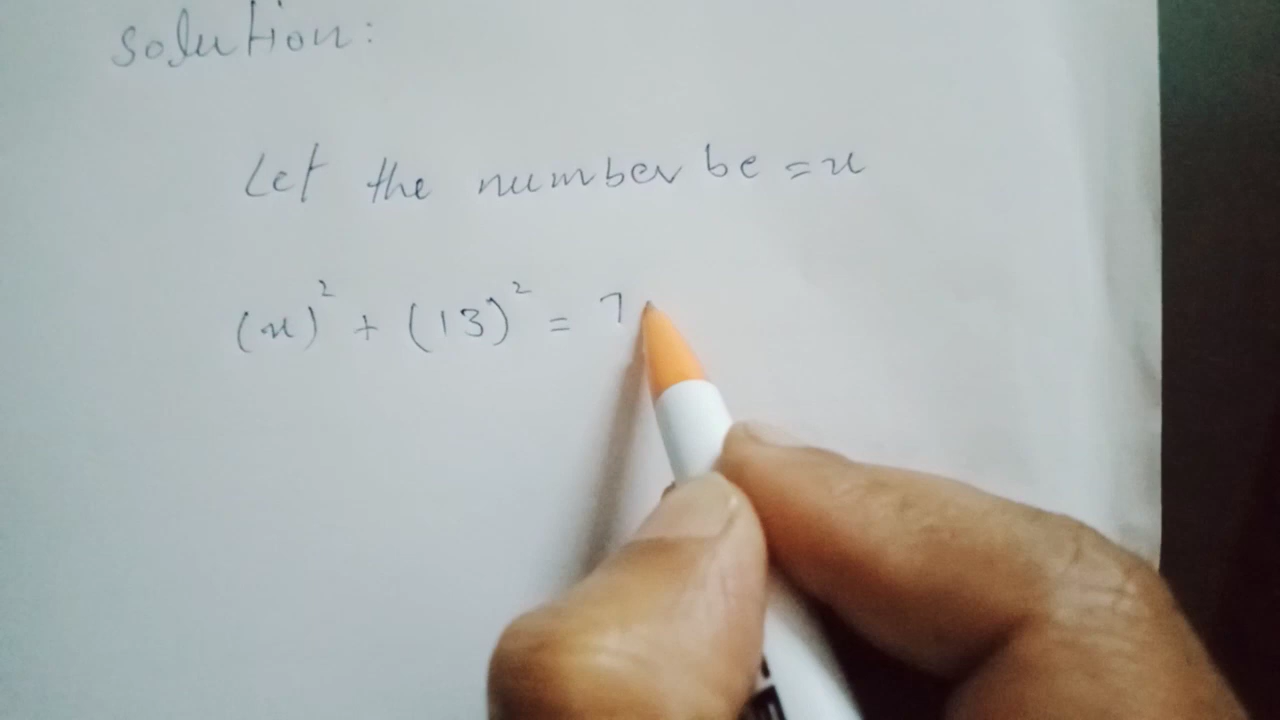 Solution:
Let the number be = x
(x)² + (13)² = 7